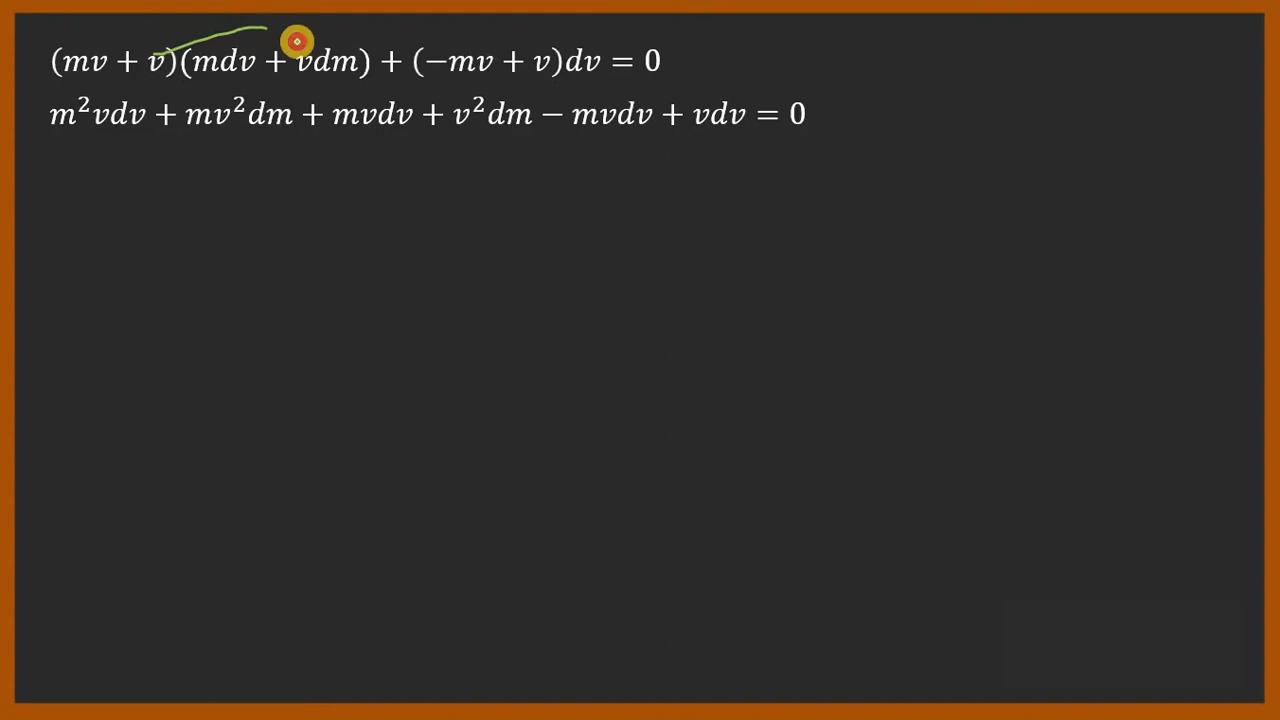 (mv + v)(mdv + vdm) + (−mv + v)dv = 0
m²vdv + mv²dm + mvdv + v²dm − mvdv + vdv = 0